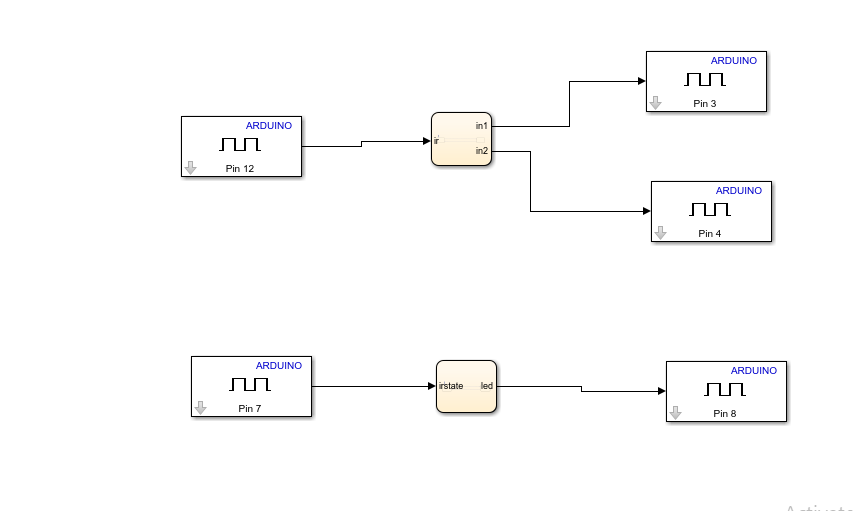 ARDUINO
Pin 3
ARDUINO
Pin 12
ir
in1
in2
ARDUINO
Pin 4
ARDUINO
Pin 7
irstate
led
ARDUINO
Pin 8